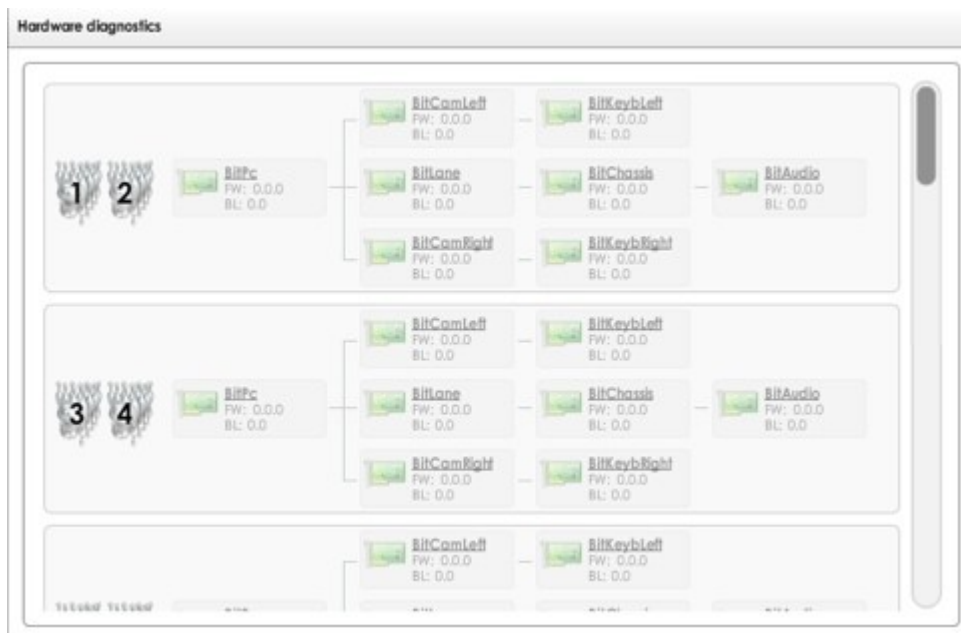 Hardware diagnostics
BitCamLeft
FW: 0.0.0
BL: 0.0
BitKeybLeft
FW: 0.0.0
BL: 0.0
1 2
BitPc
FW: 0.0.0
BL: 0.0
BitLane
FW: 0.0.0
BL: 0.0
BitChassis
FW: 0.0.0
BL: 0.0
BitAudio
FW: 0.0.0
BL: 0.0
BitCamRight
FW: 0.0.0
BL: 0.0
BitKeybRight
FW: 0.0.0
BL: 0.0
BitCamLeft
FW: 0.0.0
BL: 0.0
BitKeybLeft
FW: 0.0.0
BL: 0.0
3 4
BitPc
FW: 0.0.0
BL: 0.0
BitLane
FW: 0.0.0
BL: 0.0
BitChassis
FW: 0.0.0
BL: 0.0
BitAudio
FW: 0.0.0
BL: 0.0
BitCamRight
FW: 0.0.0
BL: 0.0
BitKeybRight
FW: 0.0.0
BL: 0.0
BitCamLeft
FW: 0.0.0
BL: 0.0
BitKeybLeft
FW: 0.0.0
BL: 0.0